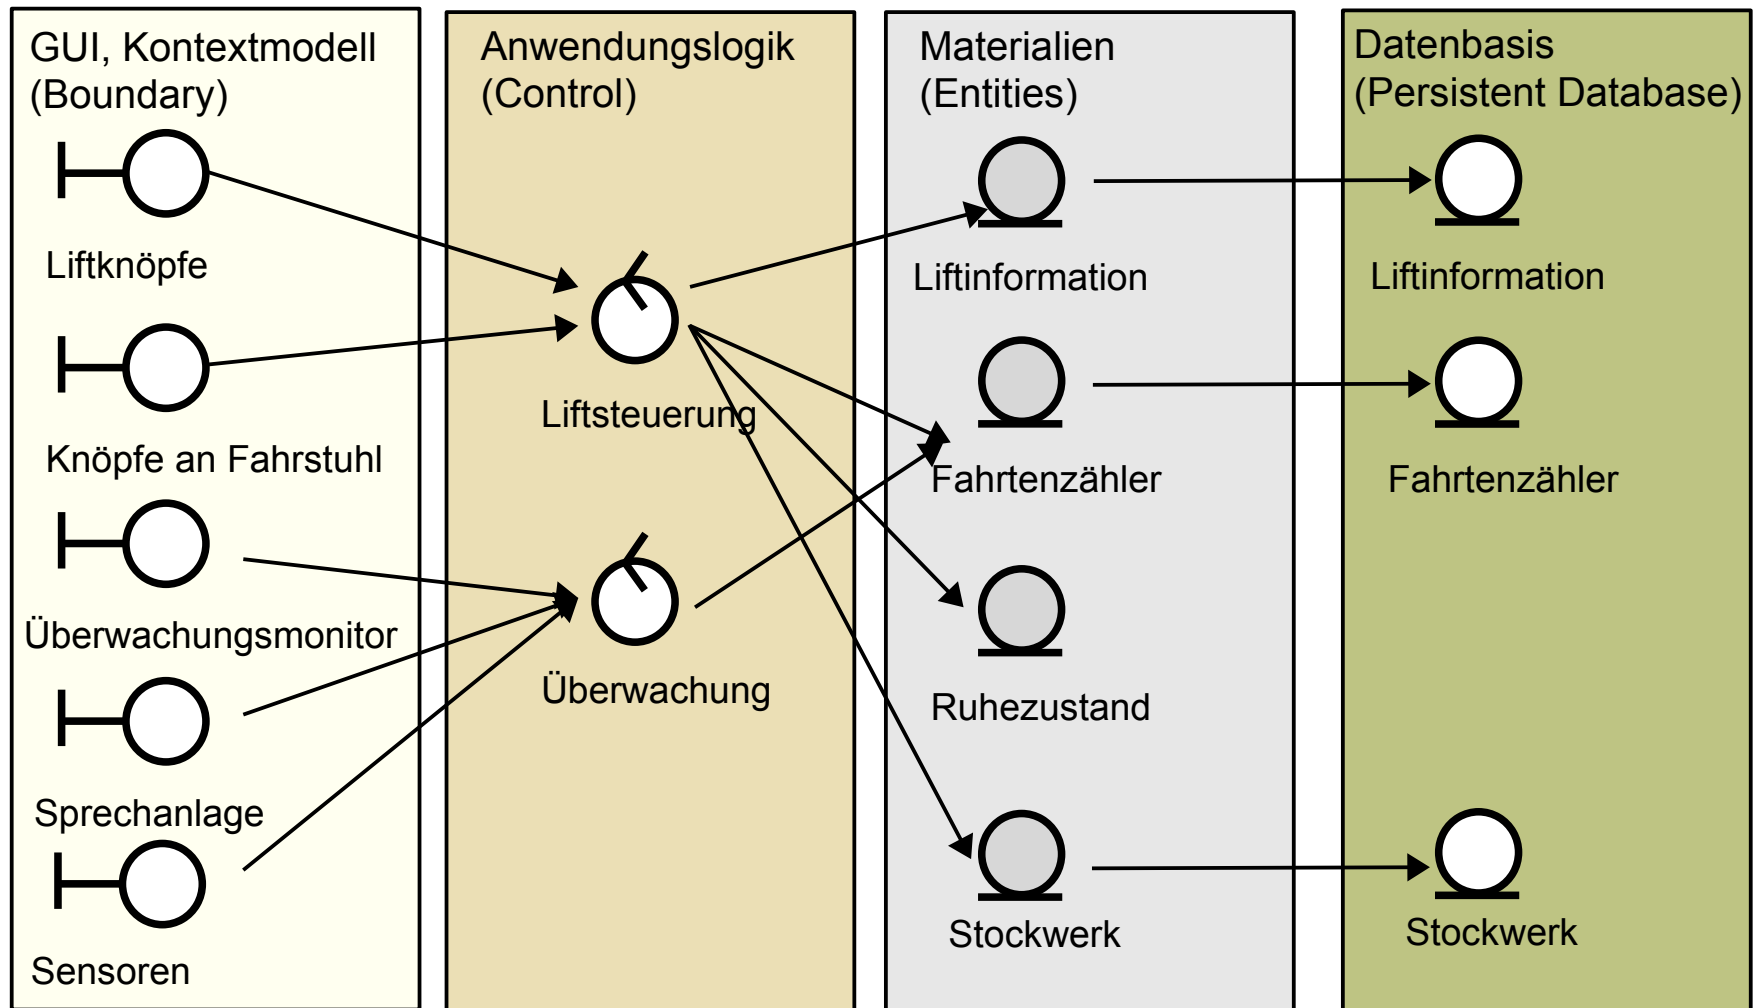 GUI, Kontextmodell
(Boundary)
Liftknöpfe
Knöpfe an Fahrstuhl
Überwachungsmonitor
Sprechanlage
Sensoren
Anwendungslogik
(Control)
Liftsteuerung
Überwachung
Materialien
(Entities)
Liftinformation
Fahrtenzähler
Ruhezustand
Stockwerk
Datenbasis
(Persistent Database)
Liftinformation
Fahrtenzähler
Stockwerk